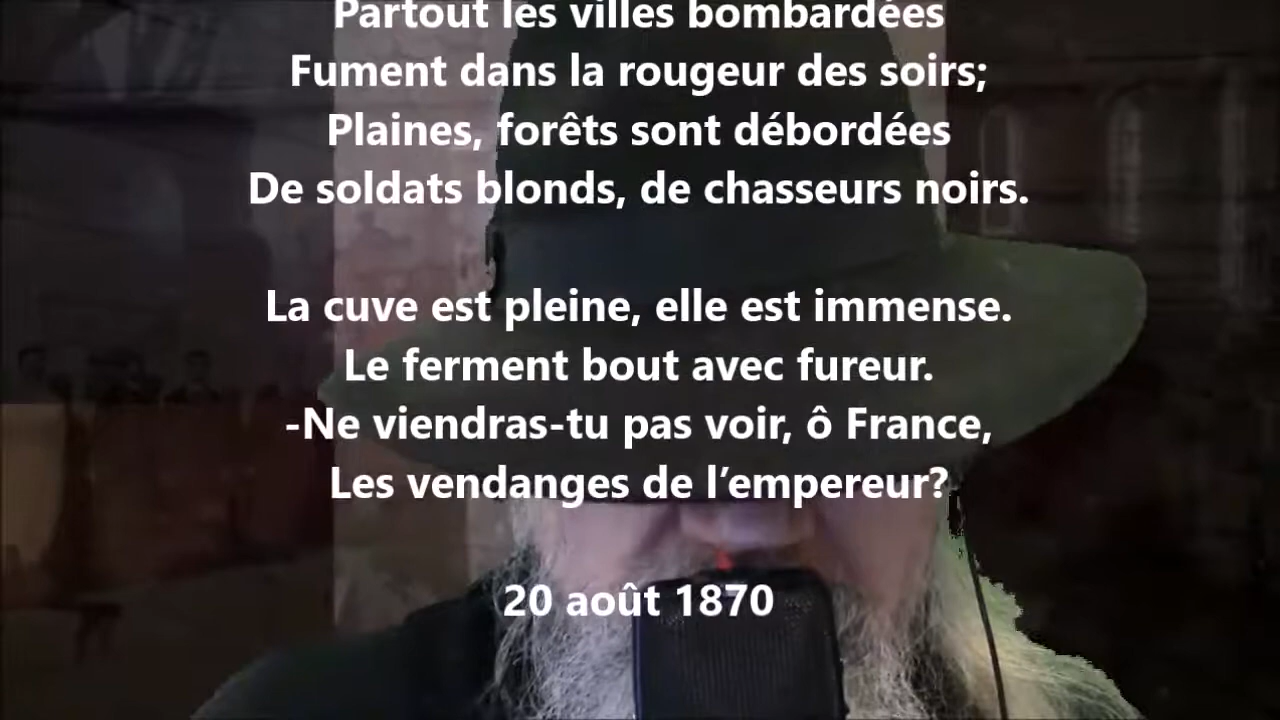 Partout les villes bombardées
Fument dans la rougeur des soirs;
Plaines, forêts sont débordées
De soldats blonds, de chasseurs noirs.
La cuve est pleine, elle est immense.
Le ferment bout avec fureur.
-Ne viendras-tu pas voir, ô France,
Les vendanges de l’empereur?
20 août 1870